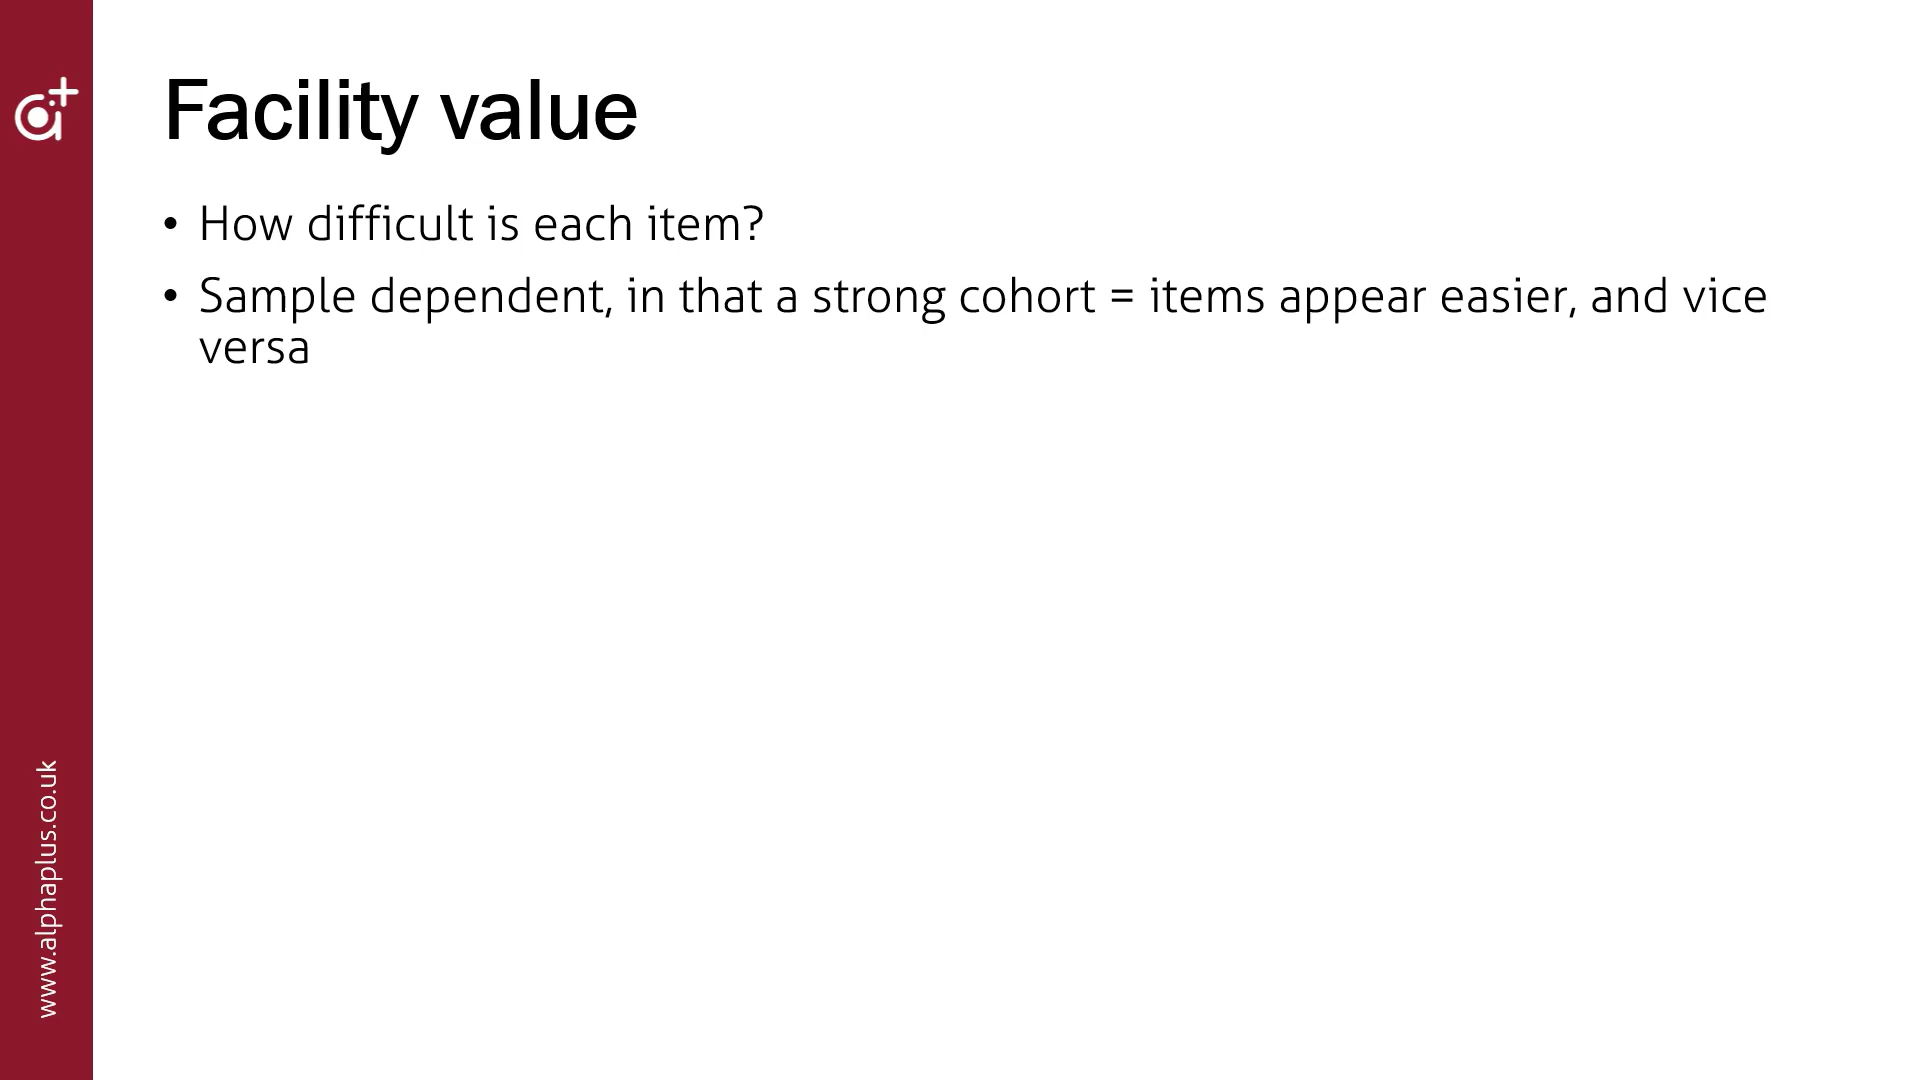 Facility value
• How difficult is each item?
• Sample dependent, in that a strong cohort = items appear easier, and vice
versa
www.alphaplus.co.uk